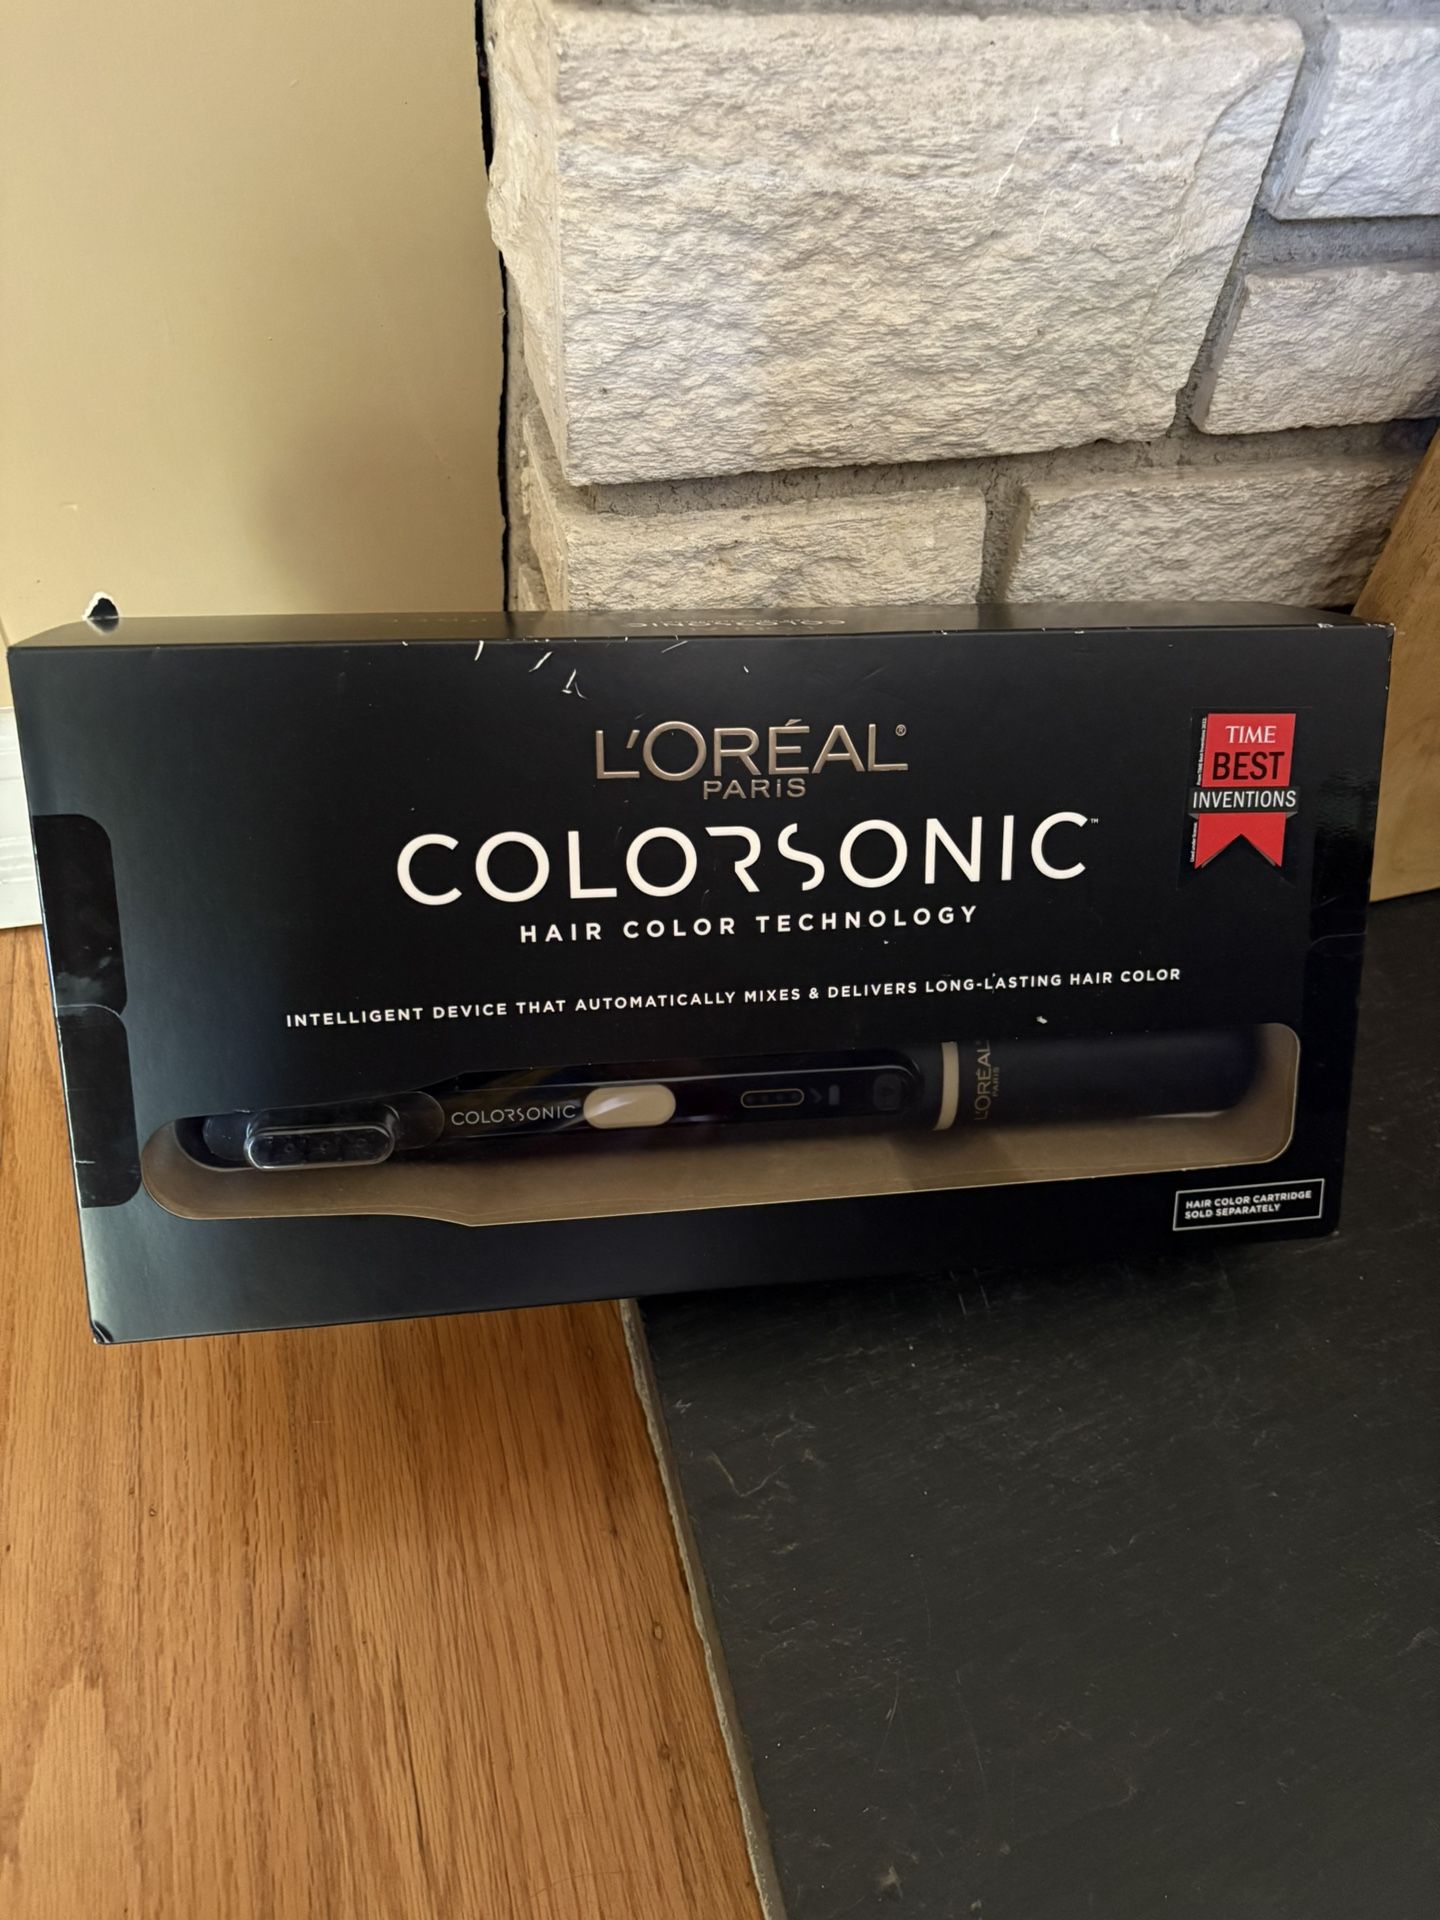 L'ORÉAL®
PARIS
COLORSONIC™
HAIR COLOR TECHNOLOGY
INTELLIGENT DEVICE THAT AUTOMATICALLY MIXES & DELIVERS LONG-LASTING HAIR COLOR
TIME
BEST
INVENTIONS
COLORSONIC
L'ORÉAL
PARIS
HAIR COLOR CARTRIDGE
SOLD SEPARATELY